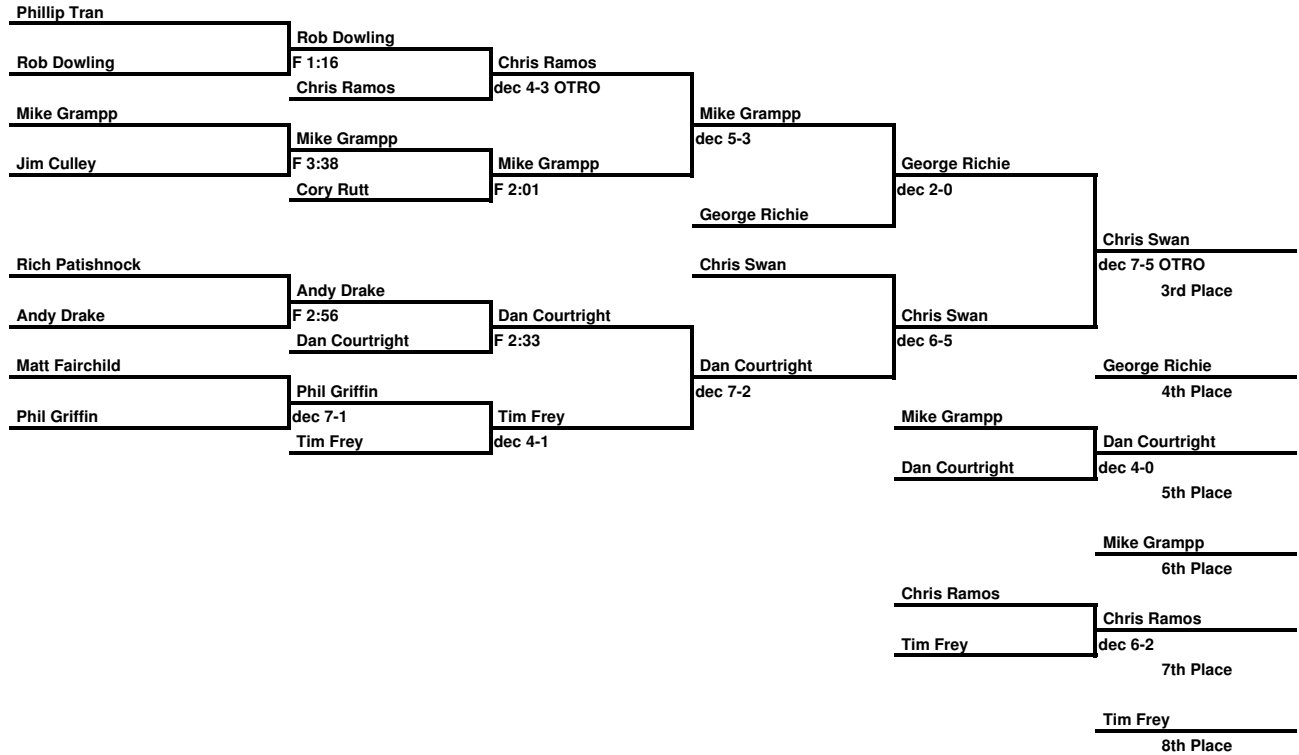 Phillip Tran
Rob Dowling
Rob Dowling
F 1:16
Chris Ramos
Chris Ramos
dec 4-3 OTRO
Mike Grampp
Mike Grampp
dec 5-3
Mike Grampp
Jim Culley
F 3:38
Mike Grampp
George Richie
Cory Rutt
F 2:01
dec 2-0
George Richie
Chris Swan
Rich Patishnock
Chris Swan
dec 7-5 OTRO
Andy Drake
3rd Place
Andy Drake
F 2:56
Dan Courtright
Chris Swan
Dan Courtright
F 2:33
dec 6-5
Matt Fairchild
Dan Courtright
George Richie
Phil Griffin
dec 7-2
4th Place
Phil Griffin
dec 7-1
Tim Frey
Mike Grampp
Tim Frey
dec 4-1
Dan Courtright
Dan Courtright
dec 4-0
5th Place
Mike Grampp
6th Place
Chris Ramos
Chris Ramos
Tim Frey
dec 6-2
7th Place
Tim Frey
8th Place